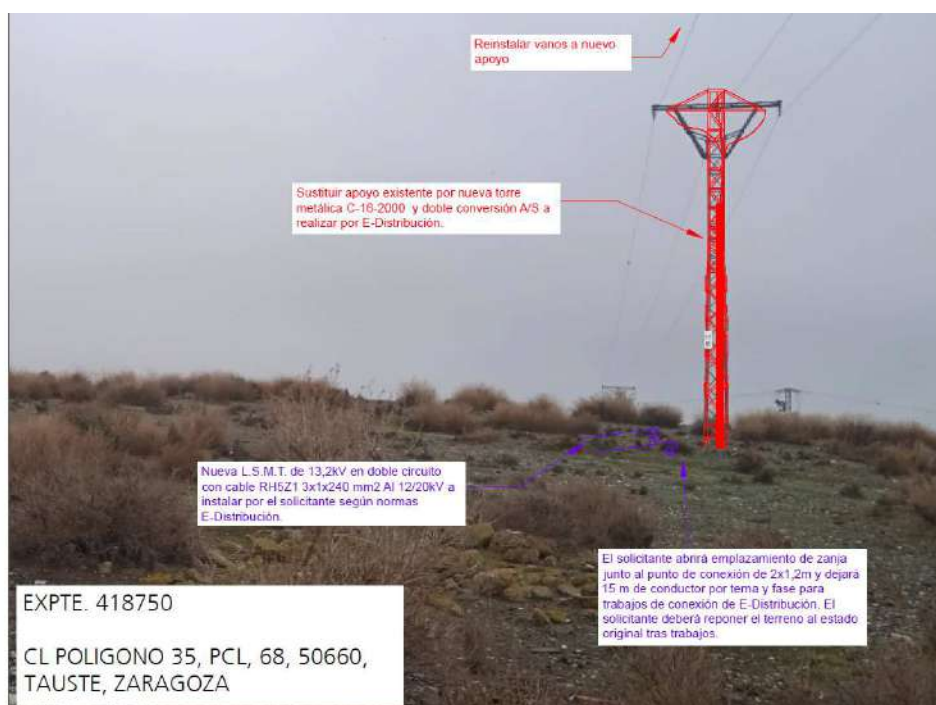 Reinstalar vanos a nuevo
apoyo
Sustituir apoyo existente por nueva torre
metálica C-16-2000 y doble conversión A/S a
realizar por E-Distribución.
Nueva L.S.M.T. de 13,2kV en doble circuito
con cable RH5Z1 3x1x240 mm2 Al 12/20kV a
instalar por el solicitante según normas
E-Distribución.
El solicitante abrirá emplazamiento de zanja
junto al punto de conexión de 2x1,2m y dejará
15 m de conductor por terna y fase para
trabajos de conexión de E-Distribución. El
solicitante deberá reponer el terreno al estado
original tras trabajos.
EXPTE. 418750
CL POLIGONO 35, PCL, 68, 50660,
TAUSTE, ZARAGOZA